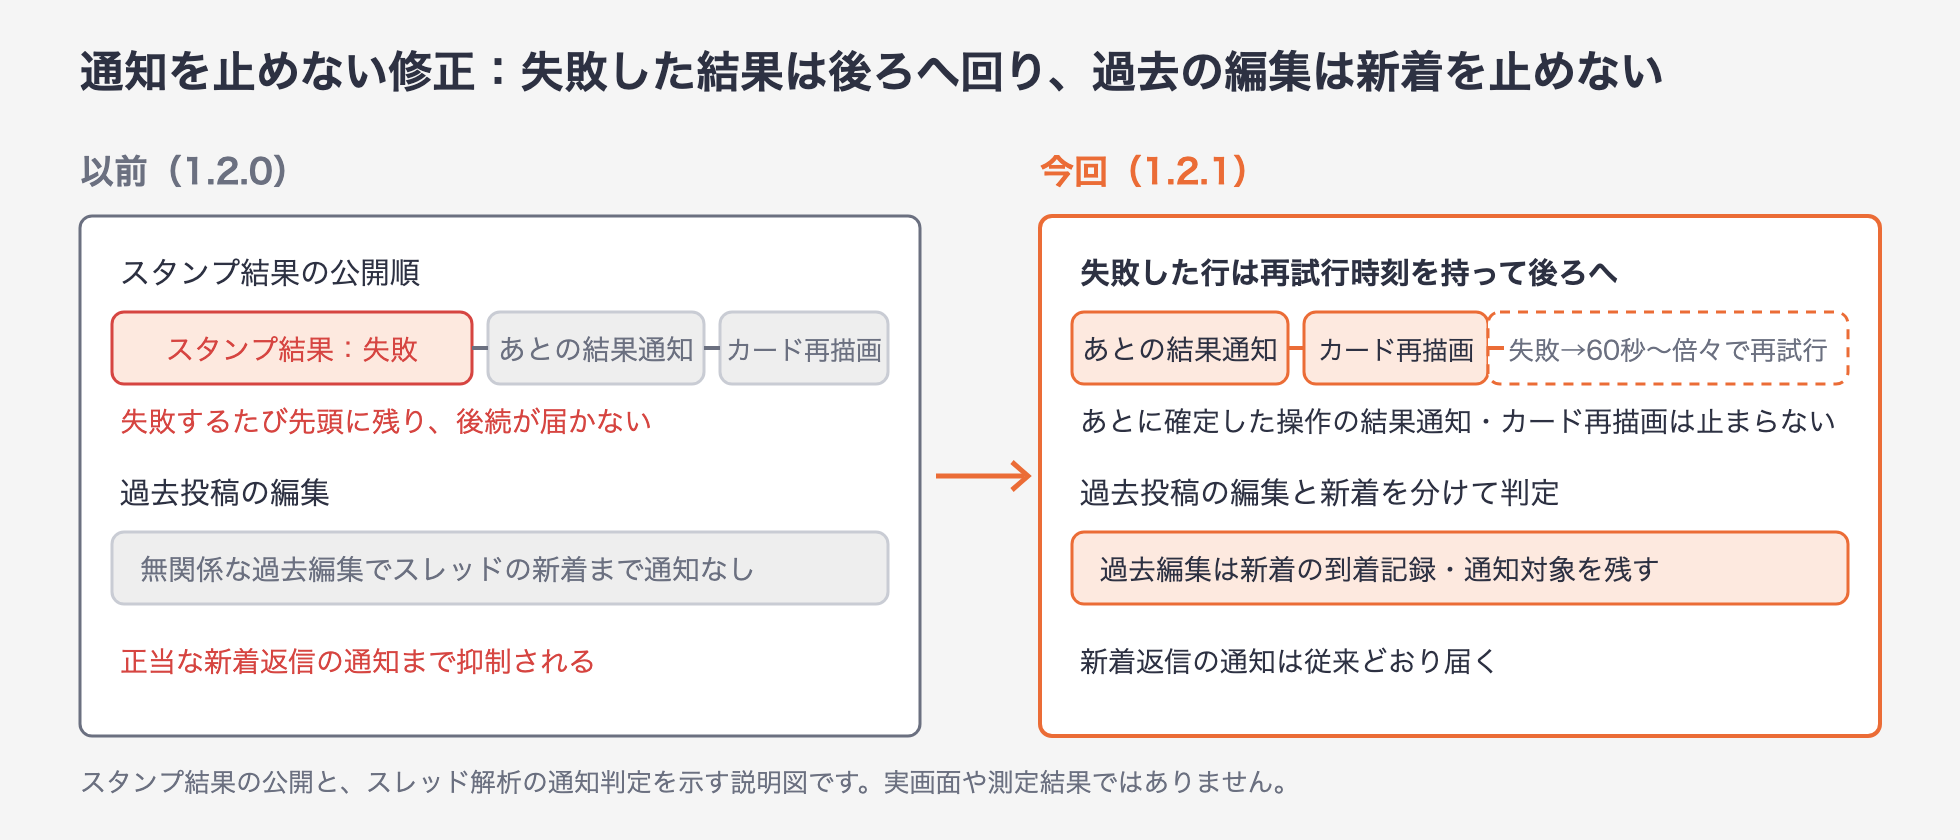 通知を止めない修正：失敗した結果は後ろへ回り、過去の編集は新着を止めない
以前（1.2.0）
スタンプ結果の公開順
スタンプ結果：失敗
あとの結果通知
カード再描画
失敗するたび先頭に残り、後続が届かない
過去投稿の編集
無関係な過去編集でスレッドの新着まで通知なし
正当な新着返信の通知まで抑制される
今回（1.2.1）
失敗した行は再試行時刻を持って後ろへ
あとの結果通知
カード再描画
失敗→60秒〜倍々で再試行
あとに確定した操作の結果通知・カード再描画は止まらない
過去投稿の編集と新着を分けて判定
過去編集は新着の到着記録・通知対象を残す
新着返信の通知は従来どおり届く
スタンプ結果の公開と、スレッド解析の通知判定を示す説明図です。実画面や測定結果ではありません。